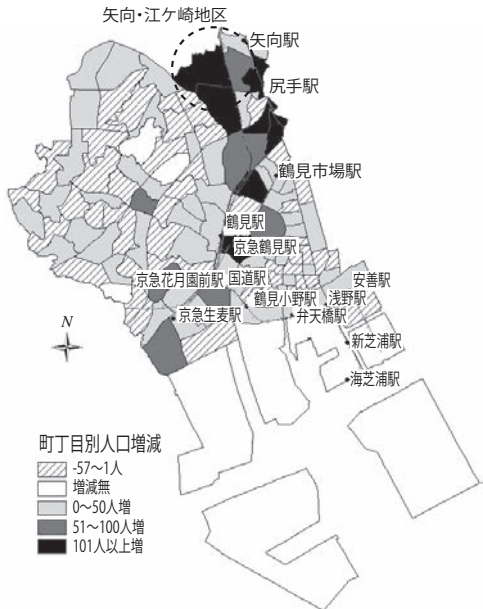 矢向・江ケ崎地区
矢向駅
尻手駅
鶴見市場駅
鶴見駅
京急鶴見駅
京急花月園前駅
国道駅
安善駅
鶴見小野駅
浅野駅
京急生麦駅
弁天橋駅
新芝浦駅
海芝浦駅
N
町丁目別人口増減
-57〜1人
増減無
0〜50人増
51〜100人増
101人以上増